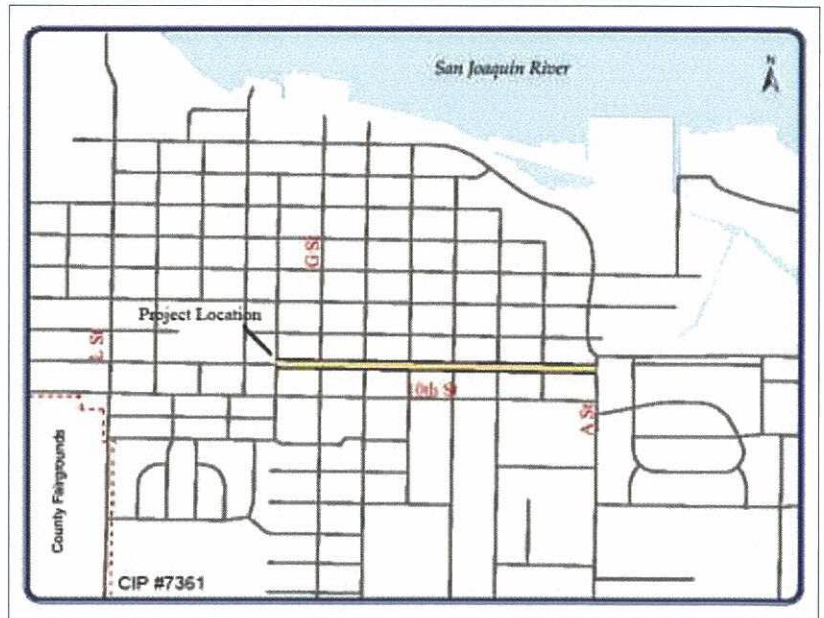 San Joaquin River
N
G St
Project Location
L St
10th St
A St
County Fairgrounds
CIP #7361